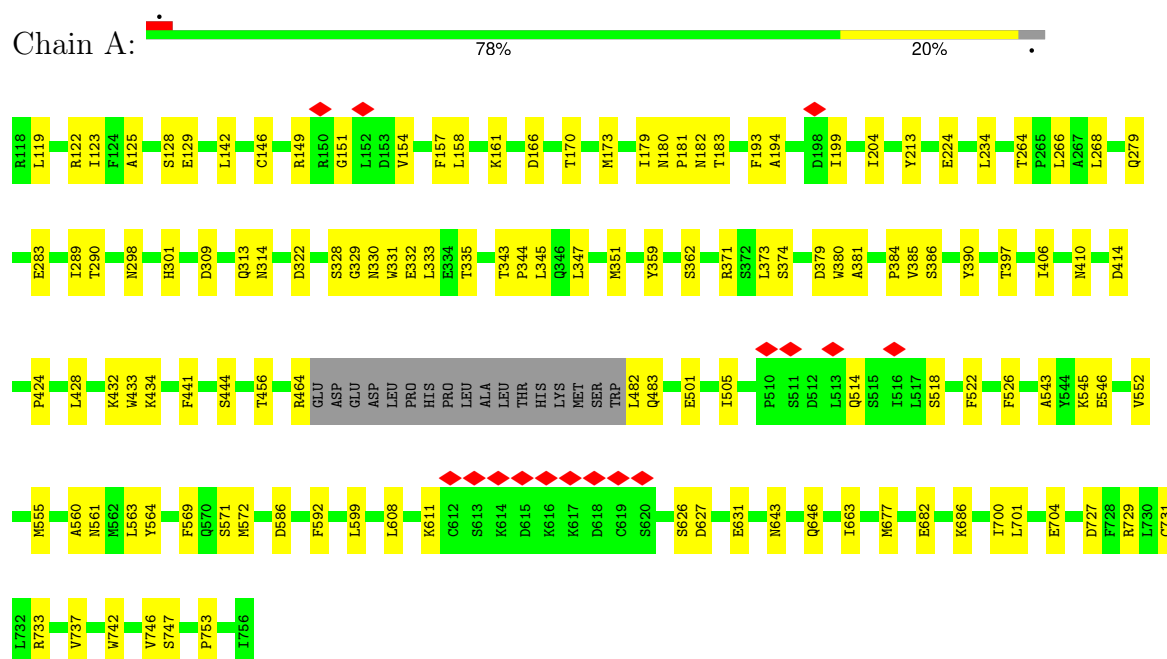 Chain A:
78% 20%
R118 L119 R122 I123 F124 A125 S128 E129 L142 C146 R149 R150 G151 L152 D153 V154 F157 L158 K161 D166 T170 M173 I179 N180 P181 N182 T183 F193 A194 D198 I199 I204 Y213 E224 L234 T264 P265 L266 A267 L268 Q279
E283 I289 T290 N298 H301 D309 Q313 N314 D322 S328 G329 N330 W331 E332 L333 E334 T335 T343 P344 L345 Q346 L347 M351 Y359 S362 R371 S372 L373 S374 D379 W380 A381 P384 V385 S386 Y390 T397 I406 N410 D414
P424 L428 K432 W433 K434 F441 S444 T456 R464 GLU ASP GLU ASP LEU PRO HIS PRO LEU ALA LEU THR HIS LYS MET SER TRP L482 Q483 E501 I505 P510 S511 D512 L513 Q514 S515 I516 L517 S518 F522 F526 A543 Y544 K545 E546 V552
M555 A560 N561 M562 L563 Y564 F569 Q570 S571 M572 D586 F592 L599 L608 K611 C612 S613 K614 D615 K616 K617 D618 C619 S620 S626 D627 E631 N643 Q646 I663 M677 E682 K686 I700 L701 E704 D727 F728 R729 L730 C731
L732 R733 V737 W742 V746 S747 P753 I756